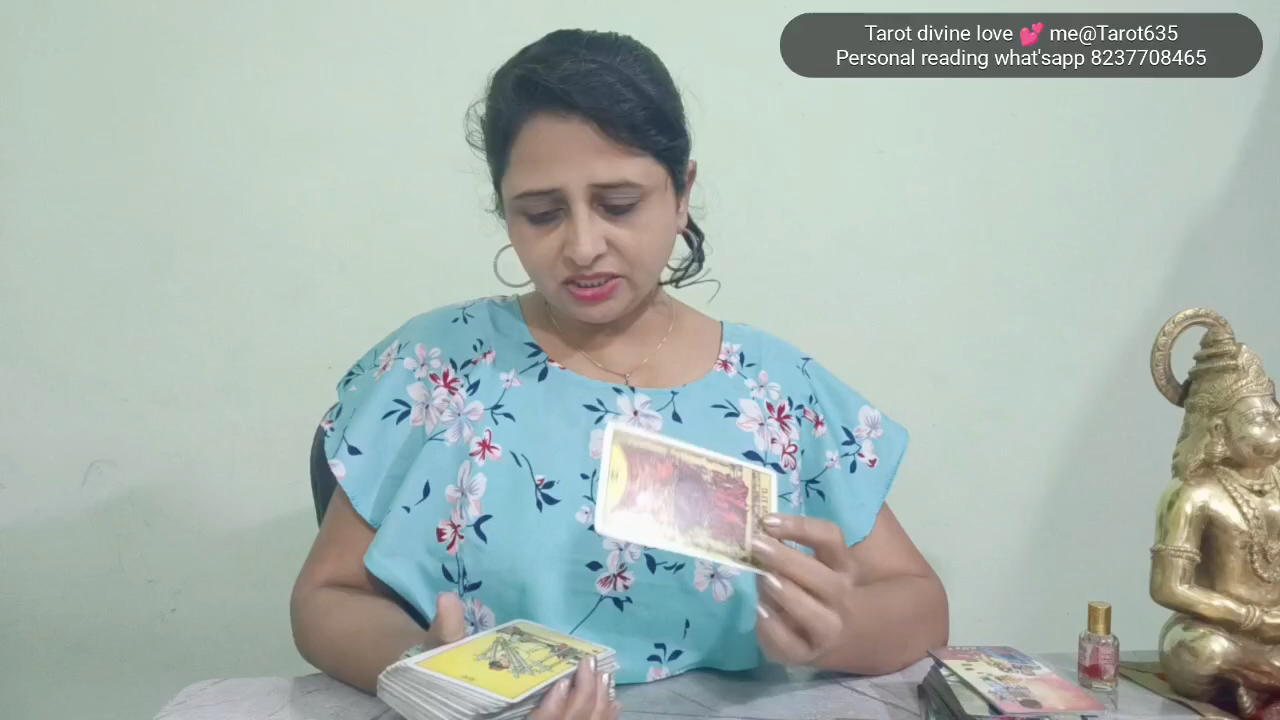 Tarot divine love 💕 me@Tarot635
Personal reading what'sapp 8237708465